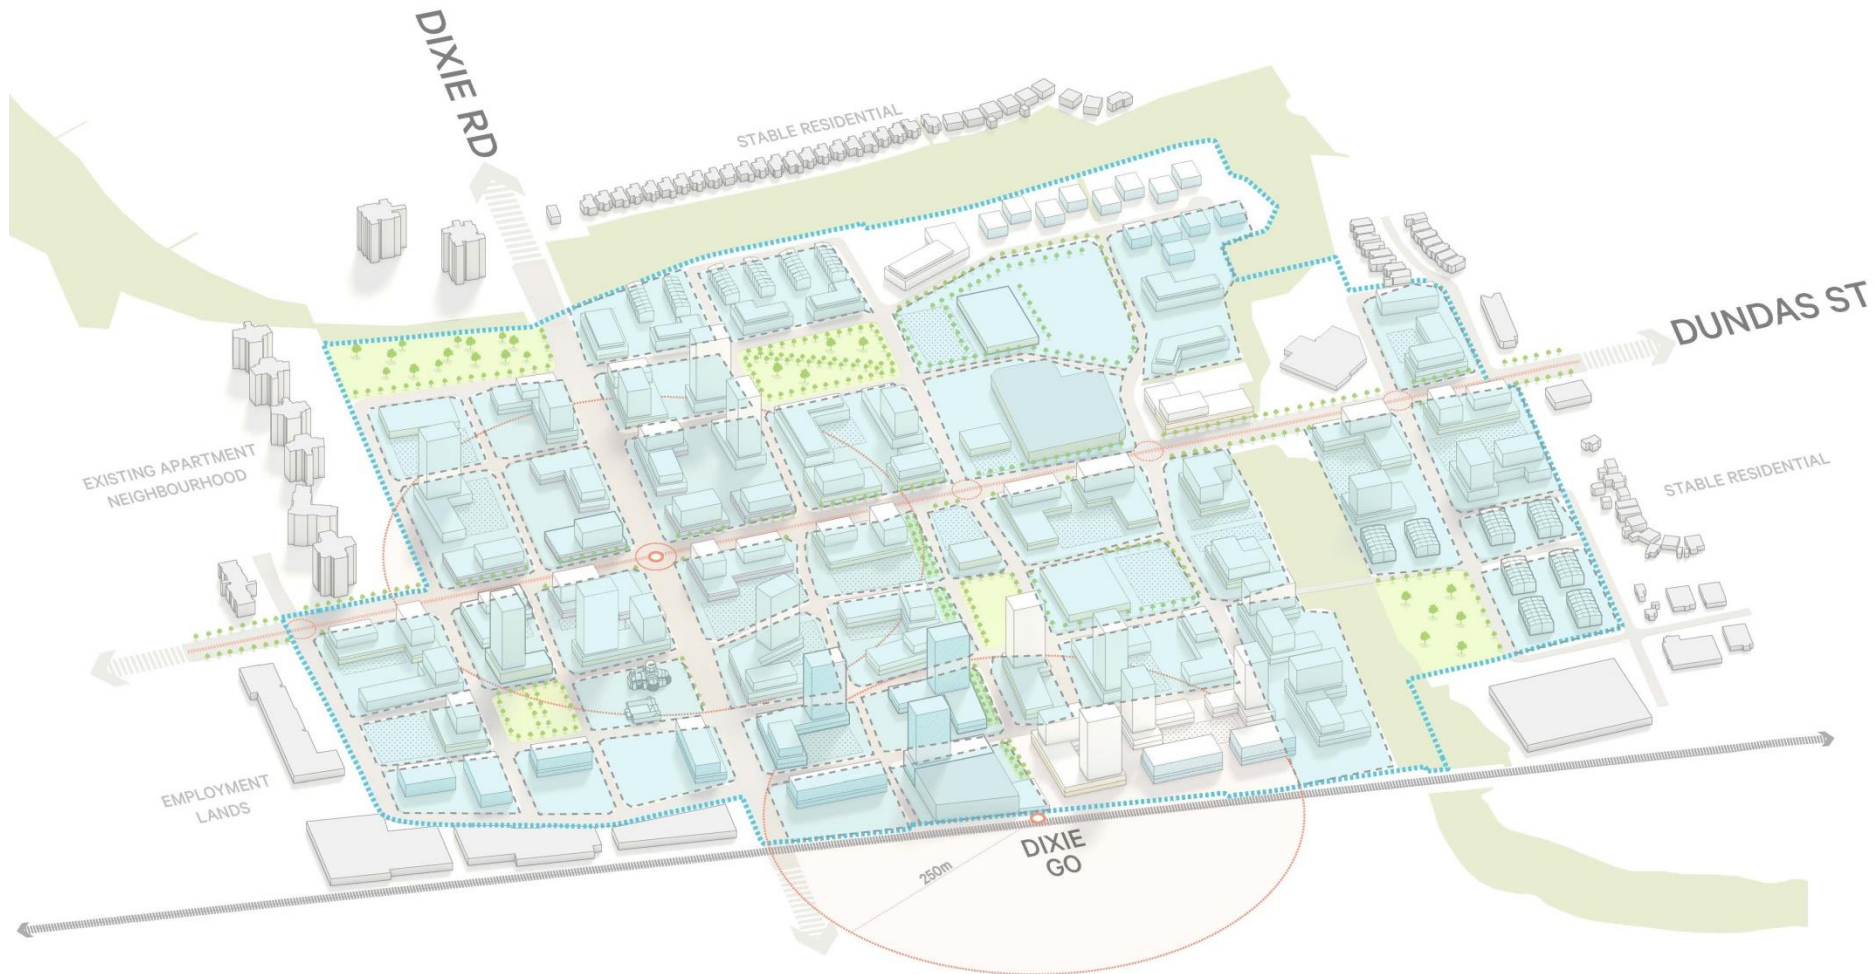 DIXIE RD
STABLE RESIDENTIAL
DUNDAS ST
EXISTING APARTMENT
NEIGHBOURHOOD
STABLE RESIDENTIAL
EMPLOYMENT
LANDS
DIXIE
GO
250m